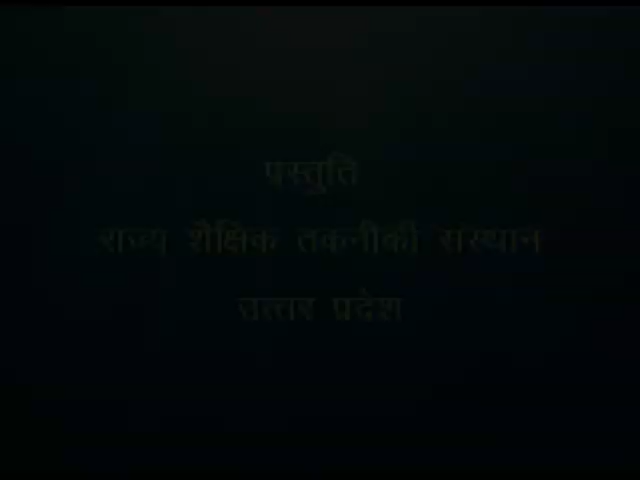 प्रस्तुति
राज्य शैक्षिक तकनीकी संस्थान
उत्तर प्रदेश